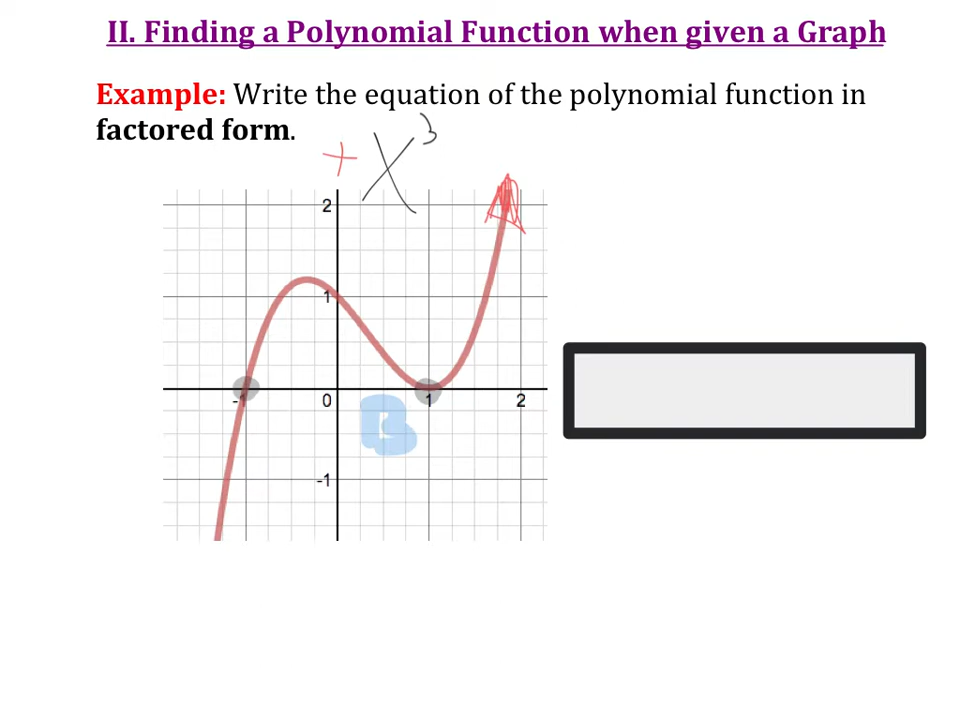 II. Finding a Polynomial Function when given a Graph
Example: Write the equation of the polynomial function in
factored form.
+ x³
2
1
-1 0 1 2
-1